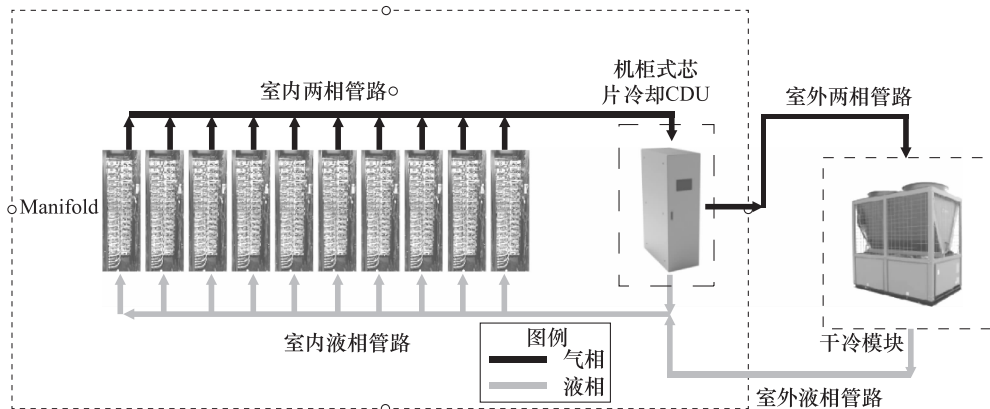 室内两相管路
机柜式芯
片冷却CDU
室外两相管路
Manifold
室内液相管路
图例
气相
液相
干冷模块
室外液相管路